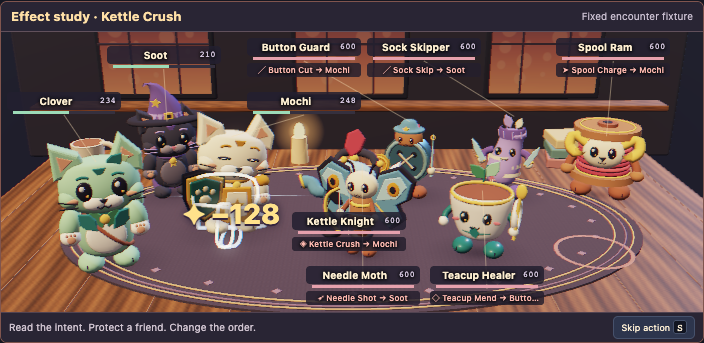 Effect study · Kettle Crush
Fixed encounter fixture
Soot 210
Button Guard 600
Button Cut → Mochi
Sock Skipper 600
Sock Skip → Soot
Spool Ram 600
Spool Charge → Mochi
Clover 234
Mochi 248
-128
Kettle Knight 600
Kettle Crush → Mochi
Needle Moth 600
Needle Shot → Soot
Teacup Healer 600
Teacup Mend → Butto...
Read the intent. Protect a friend. Change the order.
Skip action S